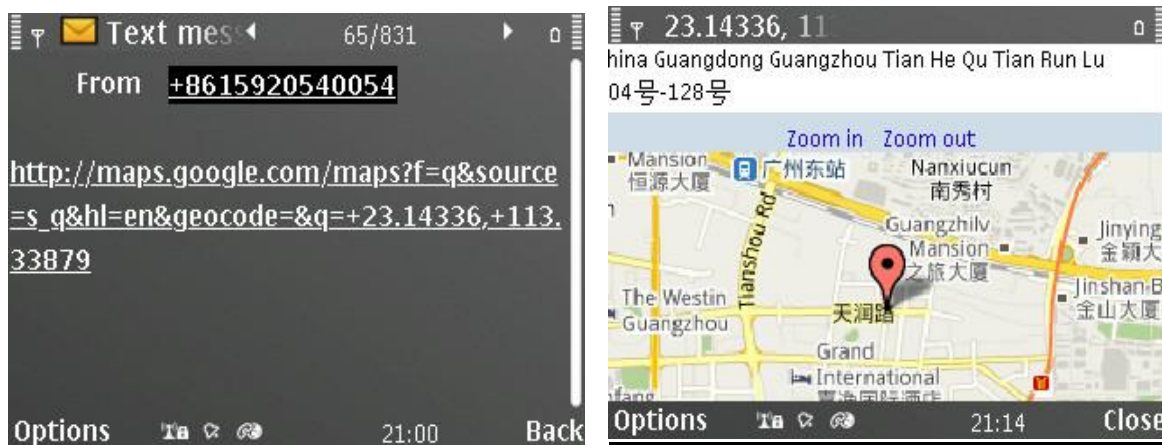 Text mes
65/831
From +8615920540054
http://maps.google.com/maps?f=q&source
=s_q&hl=en&geocode=&q=+23.14336,+113.
33879
Options
21:00
Back
23.14336, 11
hina Guangdong Guangzhou Tian He Qu Tian Run Lu
04号-128号
Zoom in Zoom out
Mansion
恒源大厦
广州东站
Nanxiucun
南秀村
Tianshou Rd
Guangzhilv
Mansion
之旅大厦
Jinying
金颖大
Jinshan B
金山大厦
The Westin
Guangzhou
天润路
Grand
International
Options
21:14
Close